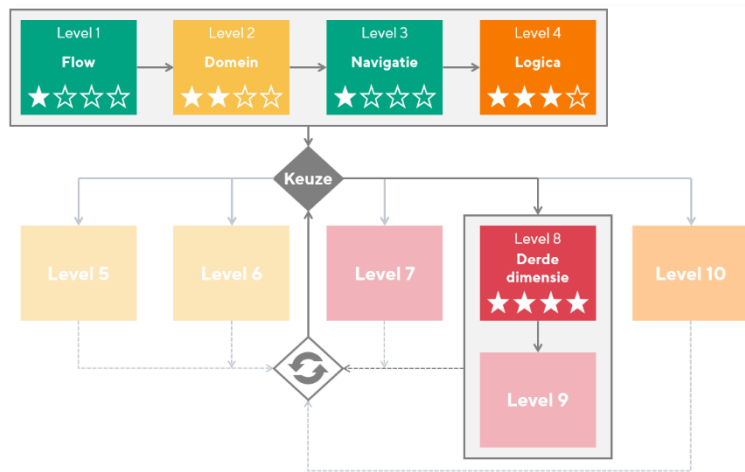 Level 1
Flow
Level 2
Domein
Level 3
Navigatie
Level 4
Logica
Keuze
Level 5
Level 6
Level 7
Level 8
Derde
dimensie
Level 10
Level 9